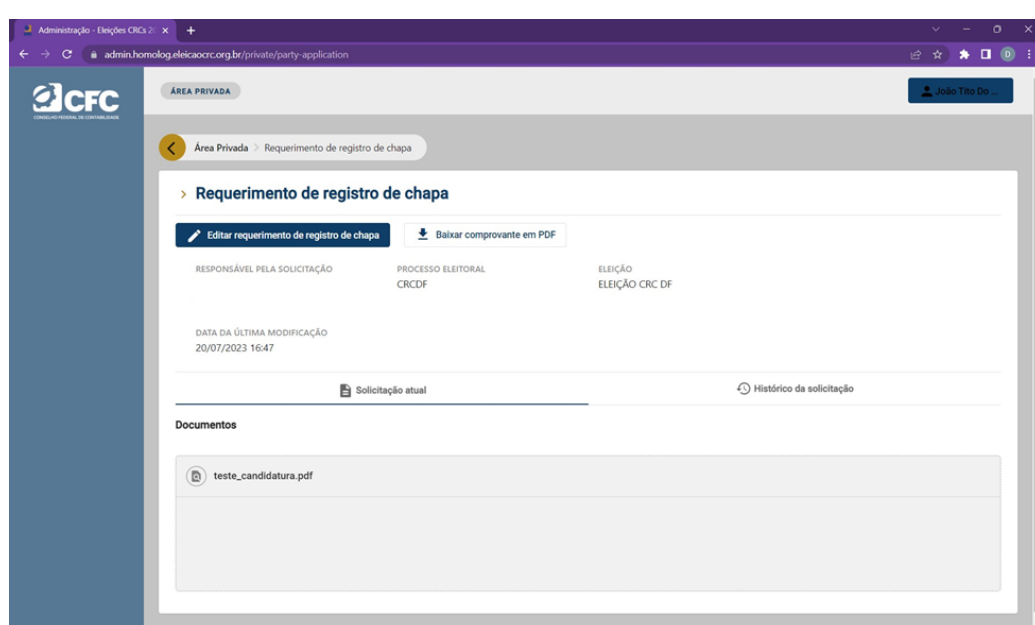 Administração - Eleições CRCs 2
admin.homolog.eleicaocrc.org.br/private/party-application
D
CFC
CONSELHO FEDERAL DE CONTABILIDADE
ÁREA PRIVADA
João Tito Do ...
Área Privada > Requerimento de registro de chapa
> Requerimento de registro de chapa
Editar requerimento de registro de chapa
Baixar comprovante em PDF
RESPONSÁVEL PELA SOLICITAÇÃO
PROCESSO ELEITORAL
CRCDF
ELEIÇÃO
ELEIÇÃO CRC DF
DATA DA ÚLTIMA MODIFICAÇÃO
20/07/2023 16:47
Solicitação atual
Histórico da solicitação
Documentos
teste_candidatura.pdf